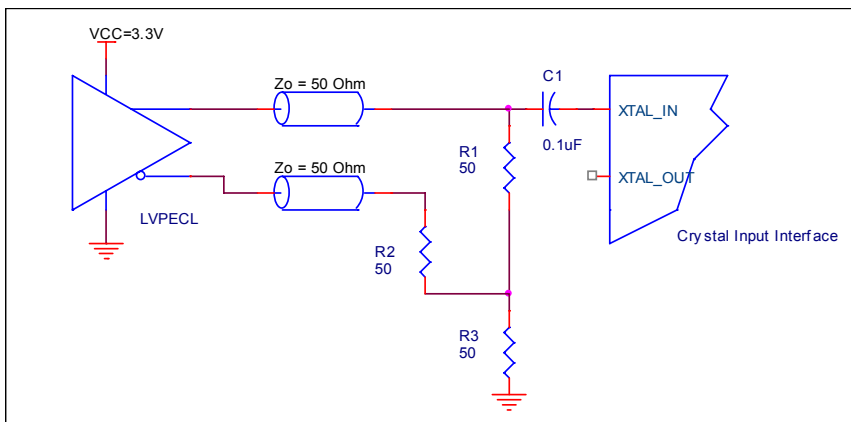 VCC=3.3V
Zo = 50 Ohm
C1
XTAL_IN
0.1uF
R1
50
Zo = 50 Ohm
XTAL_OUT
LVPECL
Crystal Input Interface
R2
50
R3
50